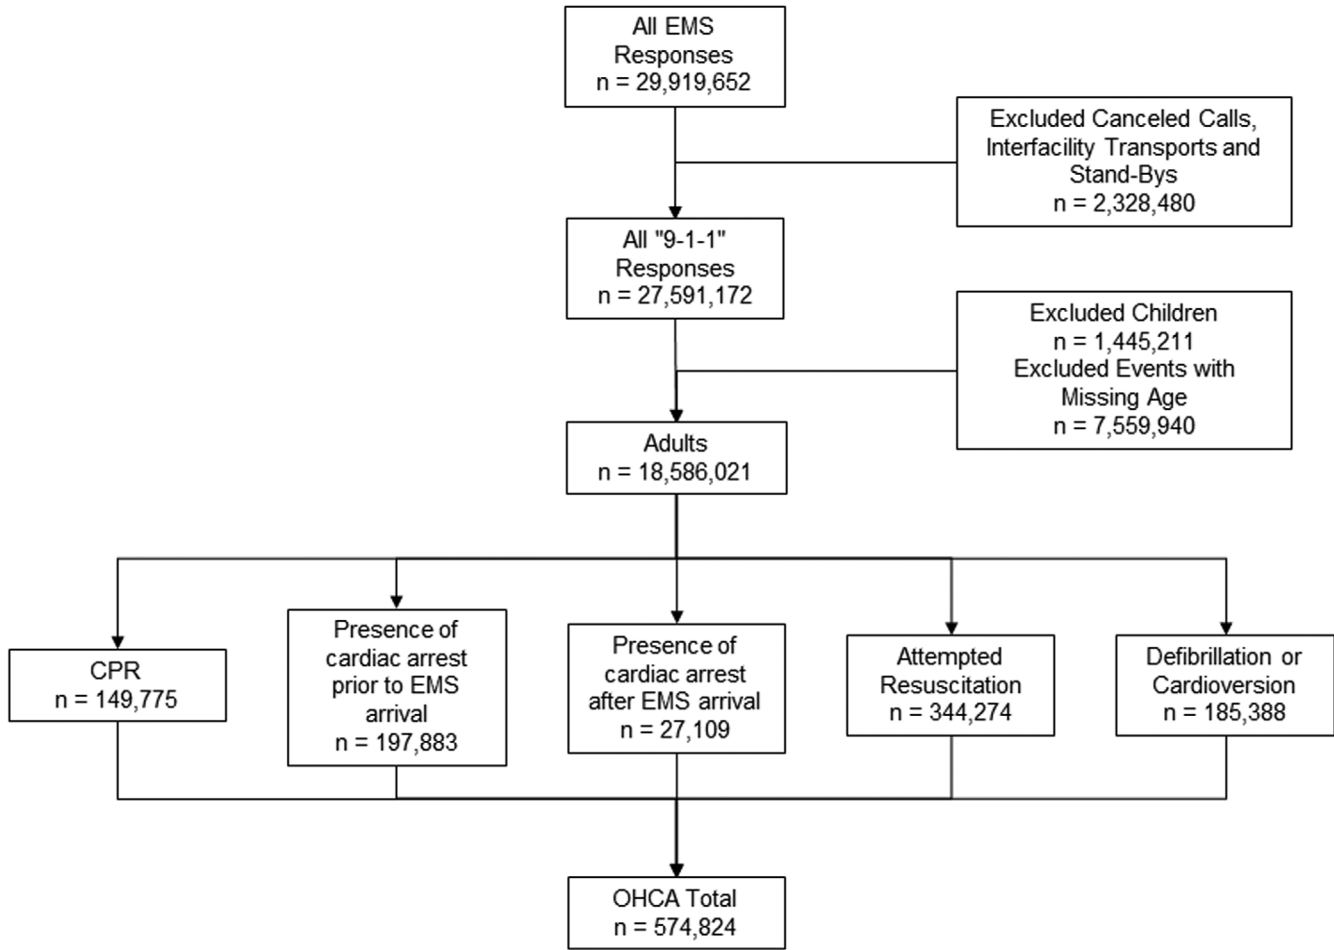 All EMS
Responses
n = 29,919,652
Excluded Canceled Calls,
Interfacility Transports and
Stand-Bys
n = 2,328,480
All "9-1-1"
Responses
n = 27,591,172
Excluded Children
n = 1,445,211
Excluded Events with
Missing Age
n = 7,559,940
Adults
n = 18,586,021
CPR
n = 149,775
Presence of
cardiac arrest
prior to EMS
arrival
n = 197,883
Presence of
cardiac arrest
after EMS arrival
n = 27,109
Attempted
Resuscitation
n = 344,274
Defibrillation or
Cardioversion
n = 185,388
OHCA Total
n = 574,824